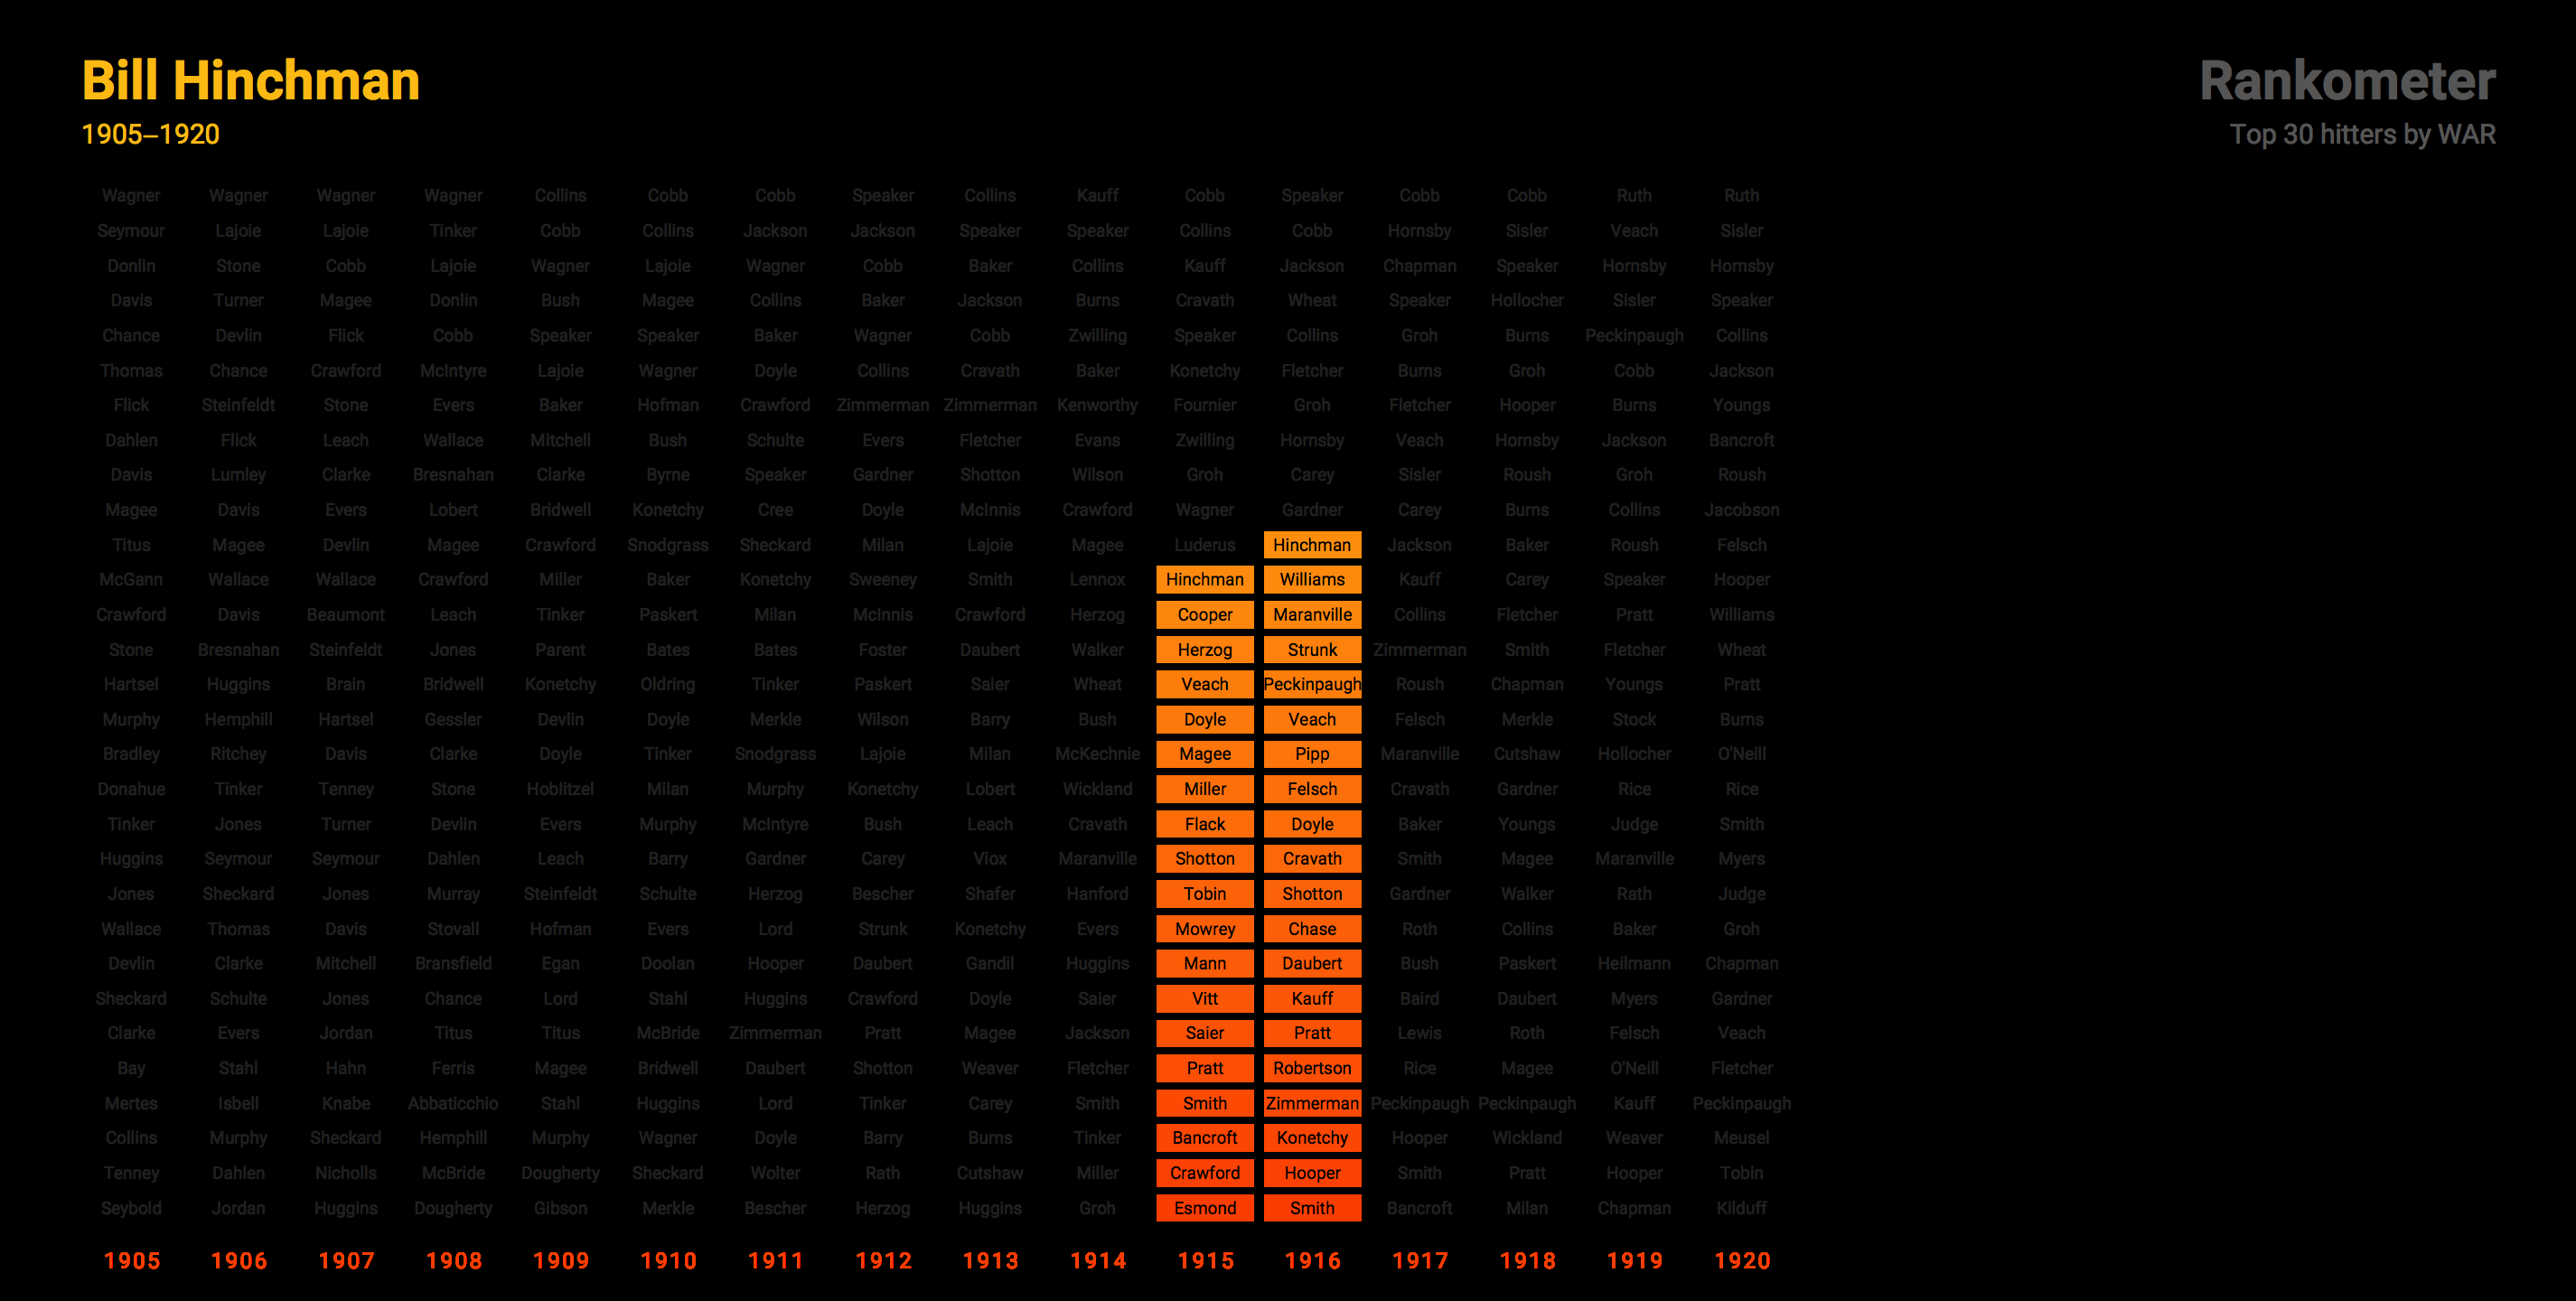 Bill Hinchman
1905–1920
Rankometer
Top 30 hitters by WAR
Wagner Wagner Wagner Wagner Collins Cobb Cobb Speaker Collins Kauff Cobb Speaker Cobb Cobb Ruth Ruth
Seymour Lajoie Lajoie Tinker Cobb Collins Jackson Jackson Speaker Speaker Collins Cobb Hornsby Sisler Veach Sisler
Donlin Stone Cobb Lajoie Wagner Lajoie Wagner Cobb Baker Collins Kauff Jackson Chapman Speaker Hornsby Hornsby
Davis Turner Magee Donlin Bush Magee Collins Baker Jackson Burns Cravath Wheat Speaker Hollocher Sisler Speaker
Chance Devlin Flick Cobb Speaker Speaker Baker Wagner Cobb Zwilling Speaker Collins Groh Burns Peckinpaugh Collins
Thomas Chance Crawford McIntyre Lajoie Wagner Doyle Collins Cravath Baker Konetchy Fletcher Burns Groh Cobb Jackson
Flick Steinfeldt Stone Evers Baker Hofman Crawford Zimmerman Zimmerman Kenworthy Fournier Groh Fletcher Hooper Burns Youngs
Dahlen Flick Leach Wallace Mitchell Bush Schulte Evers Fletcher Evans Zwilling Hornsby Veach Hornsby Jackson Bancroft
Davis Lumley Clarke Bresnahan Clarke Byrne Speaker Gardner Shotton Wilson Groh Carey Sisler Roush Groh Roush
Magee Davis Evers Lobert Bridwell Konetchy Cree Doyle McInnis Crawford Wagner Gardner Carey Burns Collins Jacobson
Titus Magee Devlin Magee Crawford Snodgrass Sheckard Milan Lajoie Magee Luderus Hinchman Jackson Baker Roush Felsch
McGann Wallace Wallace Crawford Miller Baker Konetchy Sweeney Smith Lennox Hinchman Williams Kauff Carey Speaker Hooper
Crawford Davis Beaumont Leach Tinker Paskert Milan McInnis Crawford Herzog Cooper Maranville Collins Fletcher Pratt Williams
Stone Bresnahan Steinfeldt Jones Parent Bates Bates Foster Daubert Walker Herzog Strunk Zimmerman Smith Fletcher Wheat
Hartsel Huggins Brain Bridwell Konetchy Oldring Tinker Paskert Saier Wheat Veach Peckinpaugh Roush Chapman Youngs Pratt
Murphy Hemphill Hartsel Gessler Devlin Doyle Merkle Wilson Barry Bush Doyle Veach Felsch Merkle Stock Burns
Bradley Ritchey Davis Clarke Doyle Tinker Snodgrass Lajoie Milan McKechnie Magee Pipp Maranville Cutshaw Hollocher O'Neill
Donahue Tinker Tenney Stone Hoblitzel Milan Murphy Konetchy Lobert Wickland Miller Felsch Cravath Gardner Rice Rice
Tinker Jones Turner Devlin Evers Murphy McIntyre Bush Leach Cravath Flack Doyle Baker Youngs Judge Smith
Huggins Seymour Seymour Dahlen Leach Barry Gardner Carey Viox Maranville Shotton Cravath Smith Magee Maranville Myers
Jones Sheckard Jones Murray Steinfeldt Schulte Herzog Bescher Shafer Hanford Tobin Shotton Gardner Walker Rath Judge
Wallace Thomas Davis Stovall Hofman Evers Lord Strunk Konetchy Evers Mowrey Chase Roth Collins Baker Groh
Devlin Clarke Mitchell Bransfield Egan Doolan Hooper Daubert Gandil Huggins Mann Daubert Bush Paskert Heilmann Chapman
Sheckard Schulte Jones Chance Lord Stahl Huggins Crawford Doyle Saier Vitt Kauff Baird Daubert Myers Gardner
Clarke Evers Jordan Titus Titus McBride Zimmerman Pratt Magee Jackson Saier Pratt Lewis Roth Felsch Veach
Bay Stahl Hahn Ferris Magee Bridwell Daubert Shotton Weaver Fletcher Pratt Robertson Rice Magee O'Neill Fletcher
Mertes Isbell Knabe Abbaticchio Stahl Huggins Lord Tinker Carey Smith Smith Zimmerman Peckinpaugh Peckinpaugh Kauff Peckinpaugh
Collins Murphy Sheckard Hemphill Murphy Wagner Doyle Barry Burns Tinker Bancroft Konetchy Hooper Wickland Weaver Meusel
Tenney Dahlen Nicholls McBride Dougherty Sheckard Wolter Rath Cutshaw Miller Crawford Hooper Smith Pratt Hooper Tobin
Seybold Jordan Huggins Dougherty Gibson Merkle Bescher Herzog Huggins Groh Esmond Smith Bancroft Milan Chapman Kilduff
1905 1906 1907 1908 1909 1910 1911 1912 1913 1914 1915 1916 1917 1918 1919 1920